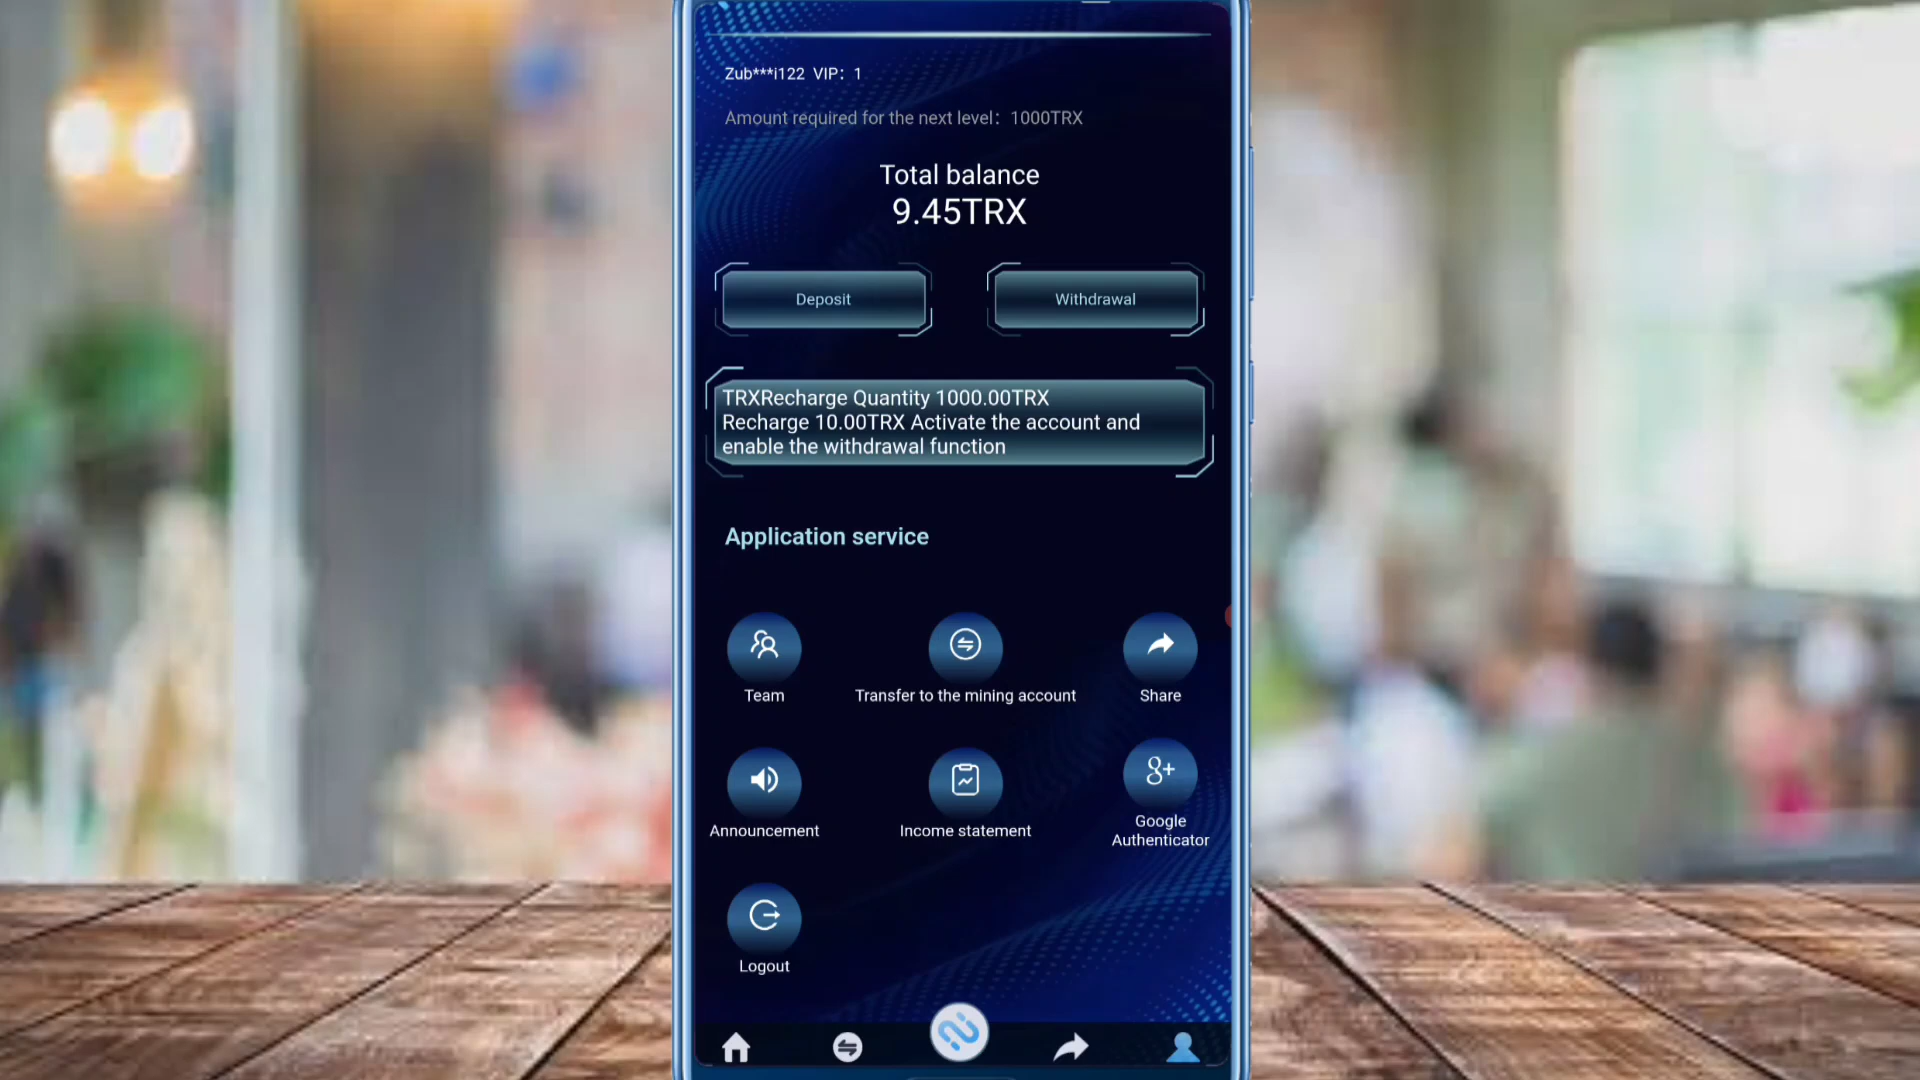 Zub***i122 VIP: 1
Amount required for the next level: 1000TRX
Total balance
9.45TRX
Deposit
Withdrawal
TRXRecharge Quantity 1000.00TRX
Recharge 10.00TRX Activate the account and
enable the withdrawal function
Application service
Team
Transfer to the mining account
Share
Announcement
Income statement
Google
Authenticator
Logout